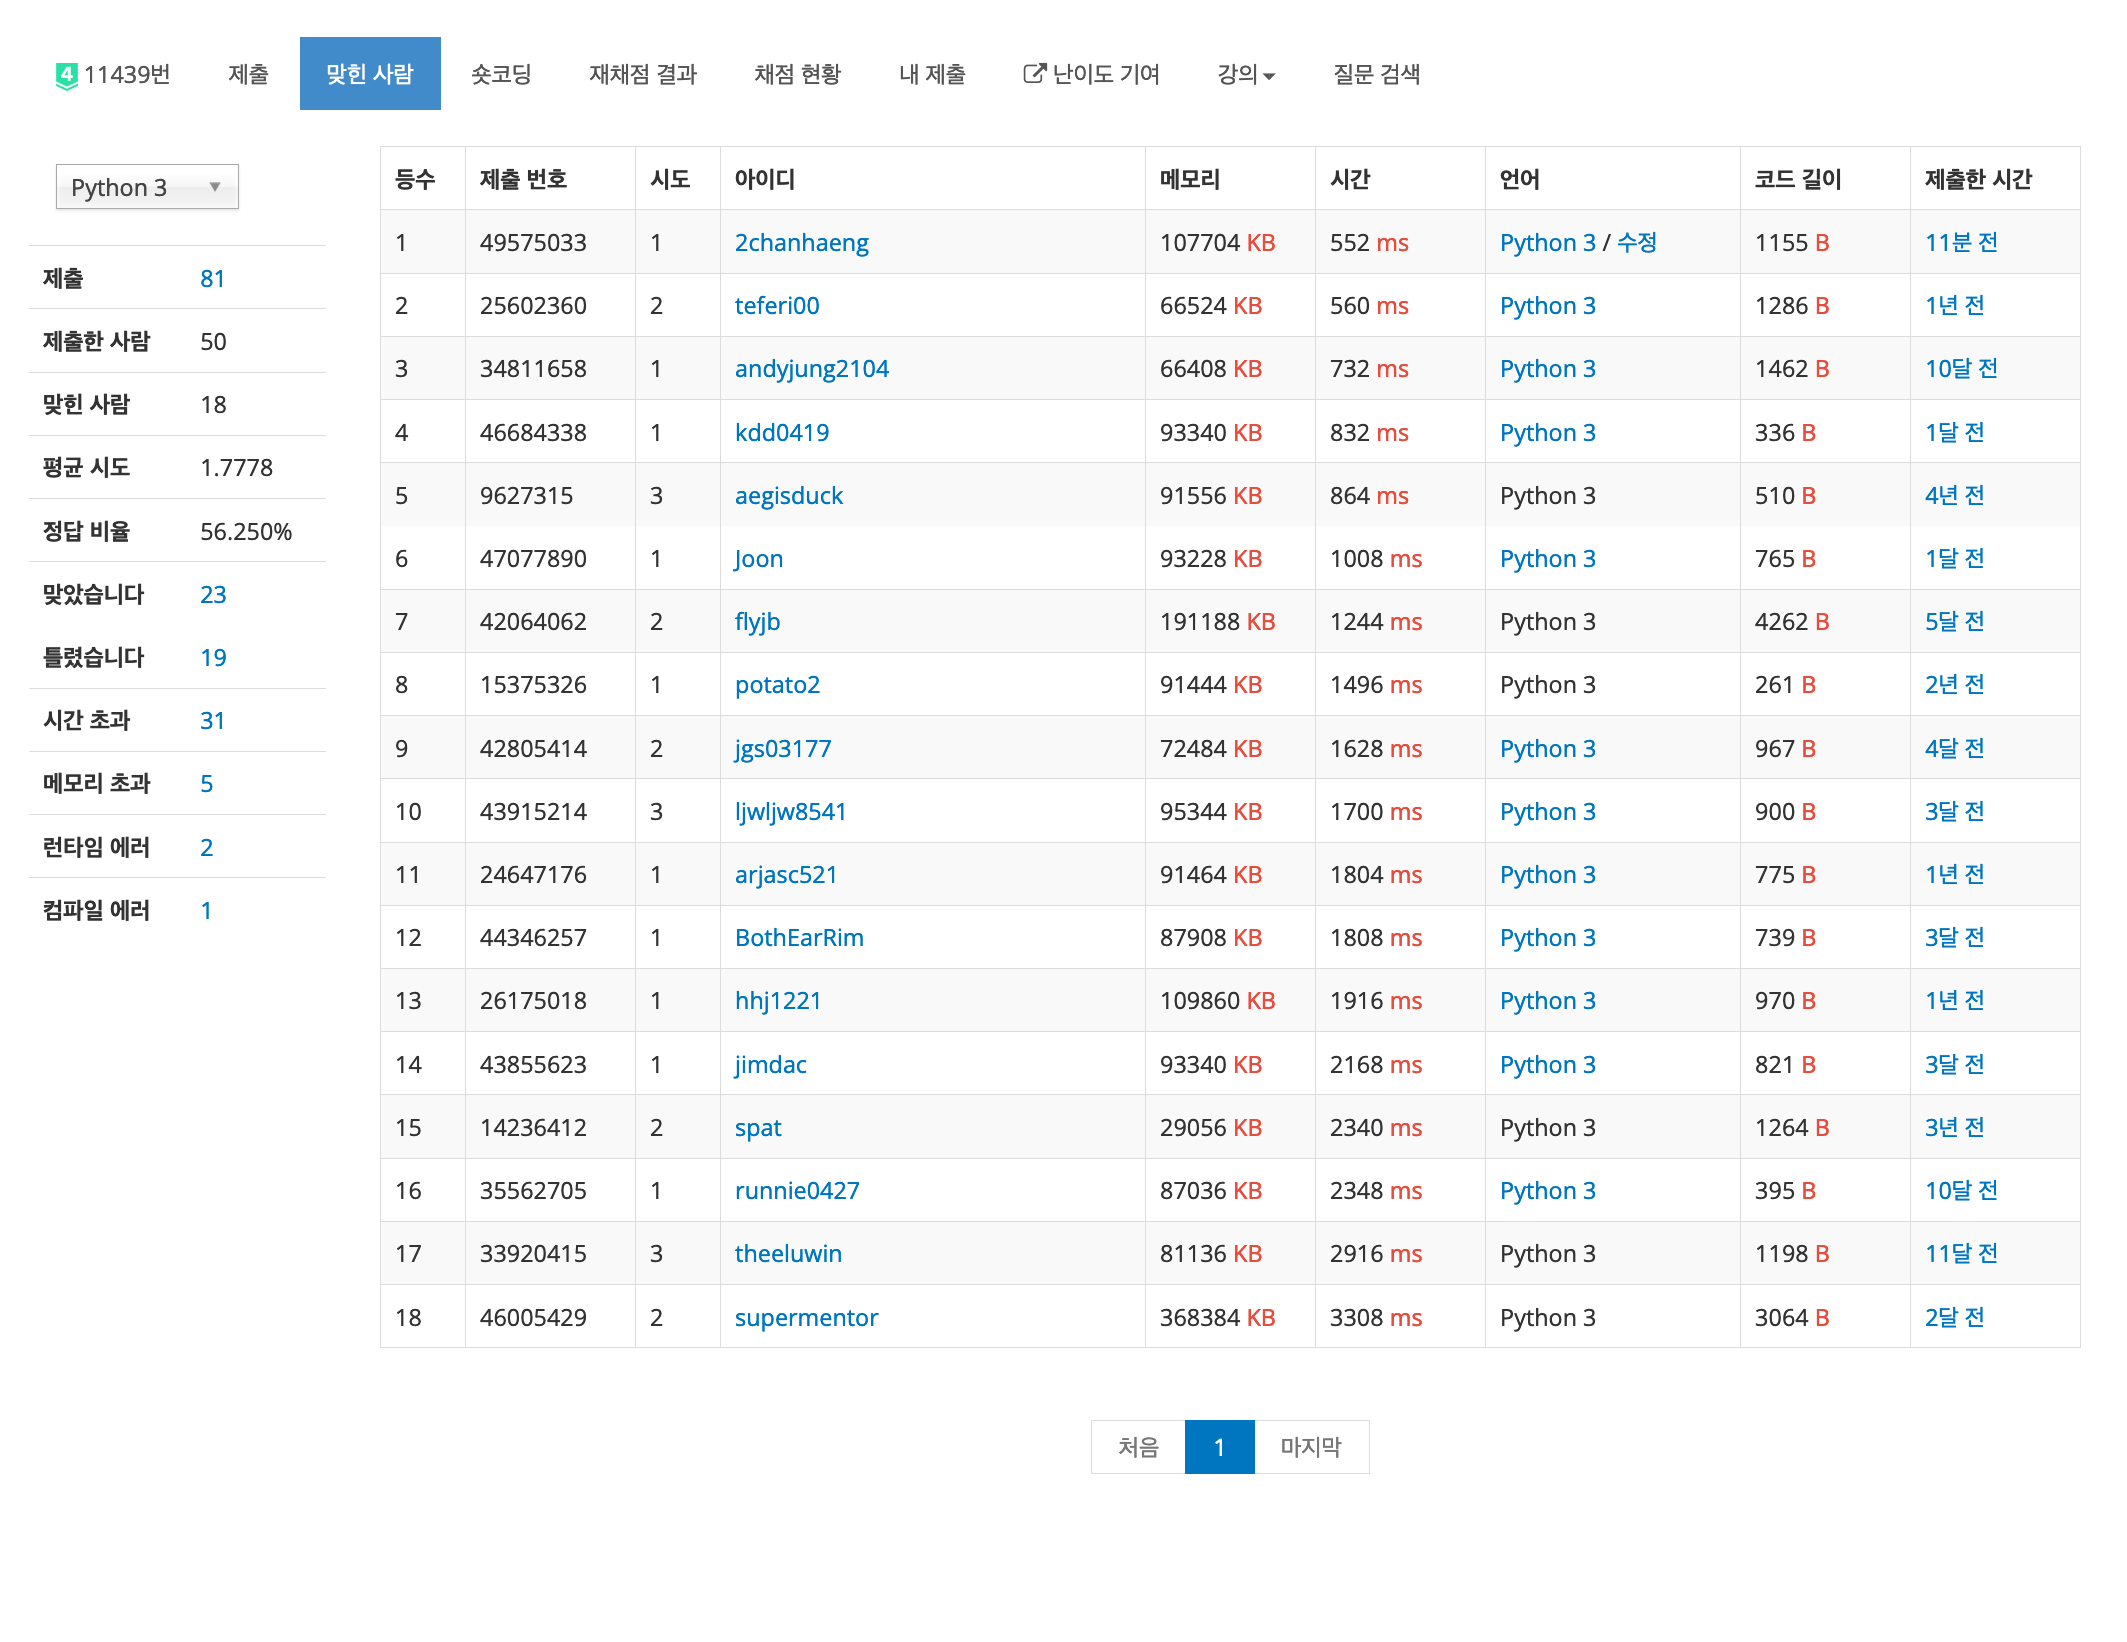 4 11439번 제출 맞힌 사람 숏코딩 재채점 결과 채점 현황 내 제출 난이도 기여 강의 질문 검색
Python 3
제출 81
제출한 사람 50
맞힌 사람 18
평균 시도 1.7778
정답 비율 56.250%
맞았습니다 23
틀렸습니다 19
시간 초과 31
메모리 초과 5
런타임 에러 2
컴파일 에러 1
등수 제출 번호 시도 아이디 메모리 시간 언어 코드 길이 제출한 시간
1 49575033 1 2chanhaeng 107704 KB 552 ms Python 3 / 수정 1155 B 11분 전
2 25602360 2 teferi00 66524 KB 560 ms Python 3 1286 B 1년 전
3 34811658 1 andyjung2104 66408 KB 732 ms Python 3 1462 B 10달 전
4 46684338 1 kdd0419 93340 KB 832 ms Python 3 336 B 1달 전
5 9627315 3 aegisduck 91556 KB 864 ms Python 3 510 B 4년 전
6 47077890 1 Joon 93228 KB 1008 ms Python 3 765 B 1달 전
7 42064062 2 flyjb 191188 KB 1244 ms Python 3 4262 B 5달 전
8 15375326 1 potato2 91444 KB 1496 ms Python 3 261 B 2년 전
9 42805414 2 jgs03177 72484 KB 1628 ms Python 3 967 B 4달 전
10 43915214 3 ljwljw8541 95344 KB 1700 ms Python 3 900 B 3달 전
11 24647176 1 arjasc521 91464 KB 1804 ms Python 3 775 B 1년 전
12 44346257 1 BothEarRim 87908 KB 1808 ms Python 3 739 B 3달 전
13 26175018 1 hhj1221 109860 KB 1916 ms Python 3 970 B 1년 전
14 43855623 1 jimdac 93340 KB 2168 ms Python 3 821 B 3달 전
15 14236412 2 spat 29056 KB 2340 ms Python 3 1264 B 3년 전
16 35562705 1 runnie0427 87036 KB 2348 ms Python 3 395 B 10달 전
17 33920415 3 theeluwin 81136 KB 2916 ms Python 3 1198 B 11달 전
18 46005429 2 supermentor 368384 KB 3308 ms Python 3 3064 B 2달 전
처음 1 마지막